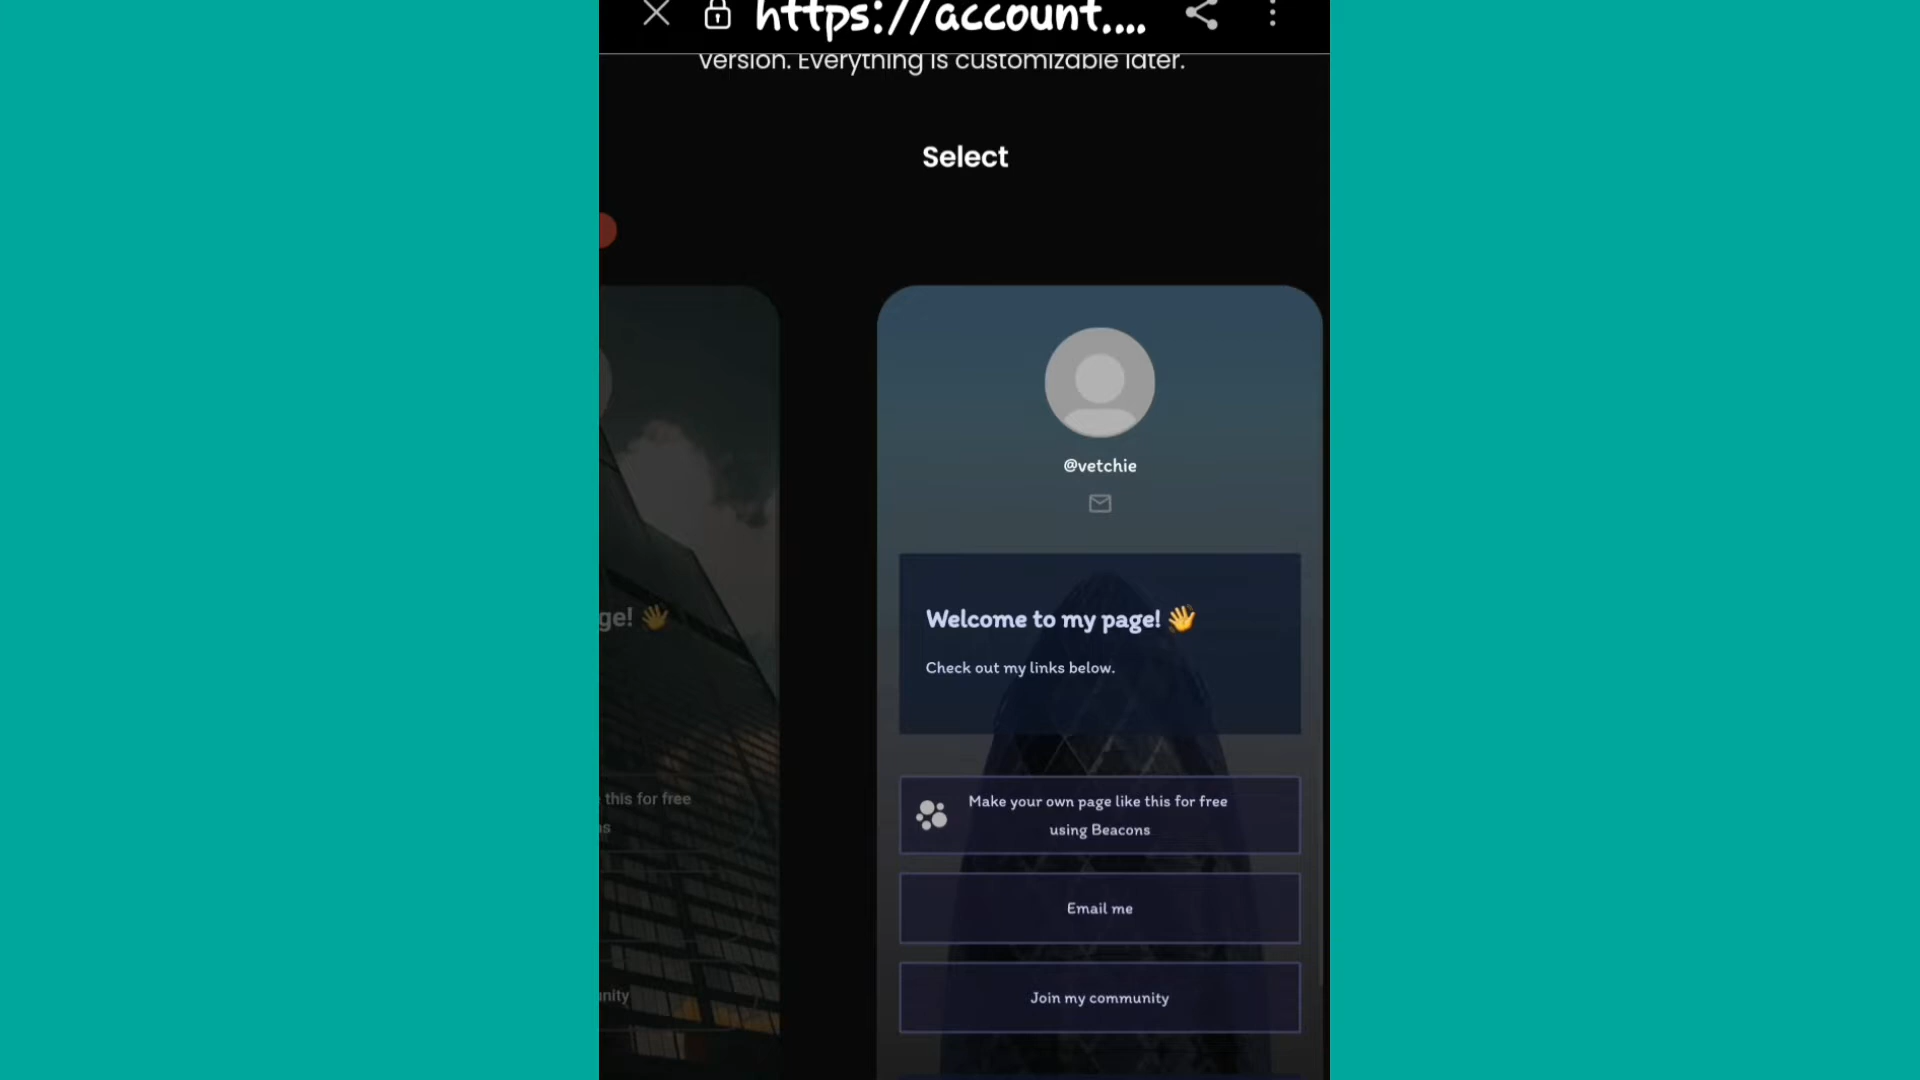 https://account....
version. Everything is customizable later.
Select
@vetchie
ge! 👋
Welcome to my page! 👋
Check out my links below.
this for free
Make your own page like this for free
using Beacons
Email me
Join my community